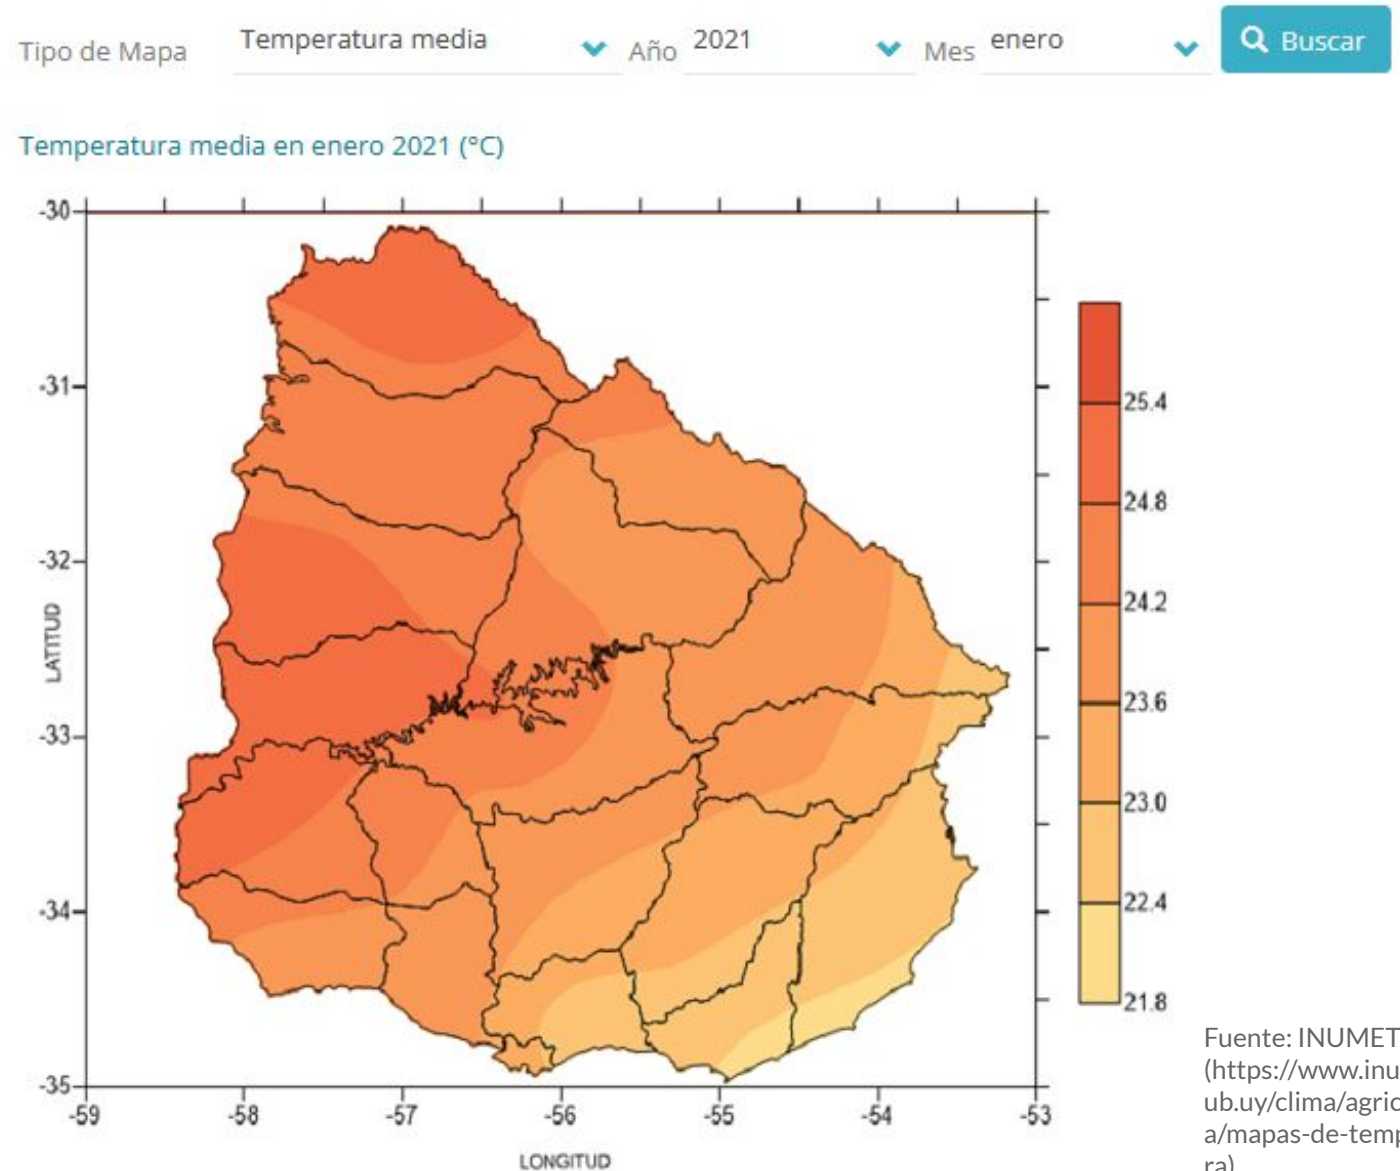 Tipo de Mapa Temperatura media Año 2021 Mes enero Buscar
Temperatura media en enero 2021 (°C)
-30
-31
-32
-33
-34
-35
LATITUD
-59 -58 -57 -56 -55 -54 -53
LONGITUD
25.4
24.8
24.2
23.6
23.0
22.4
21.8
Fuente: INUMET
(https://www.inu
ub.uy/clima/agric
a/mapas-de-temp
ra)